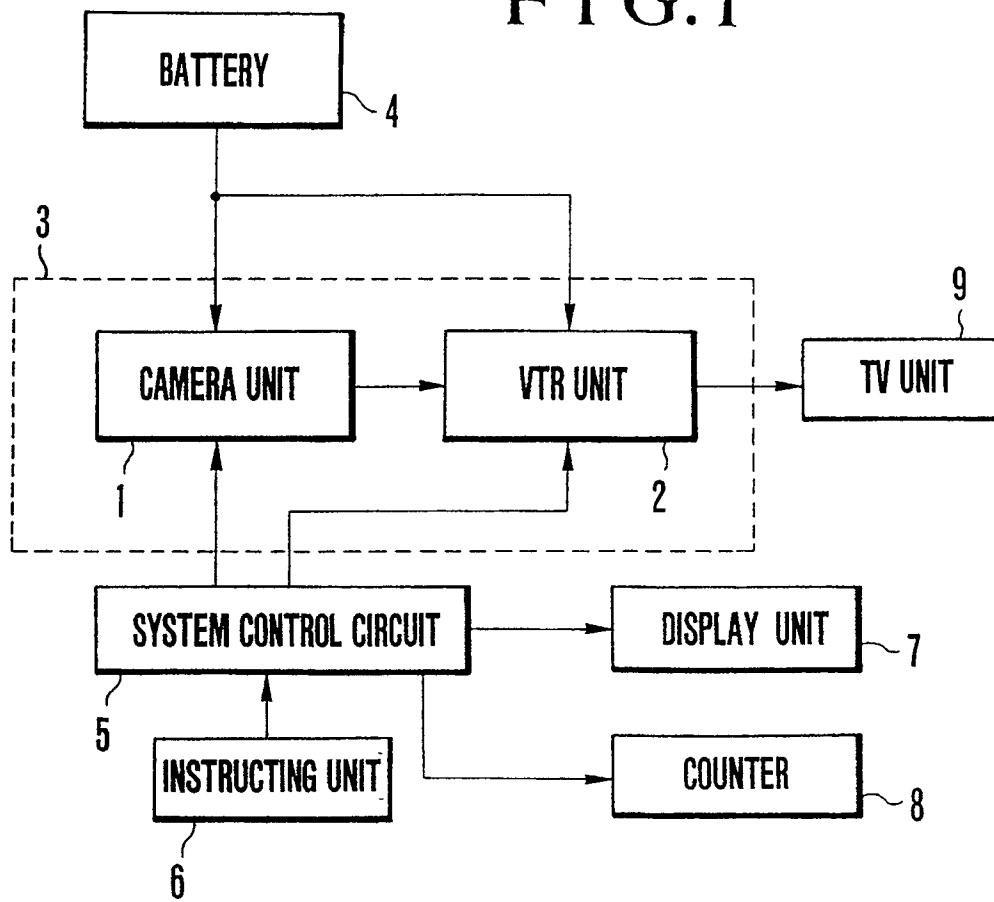 FIG.1
BATTERY
4
3
CAMERA UNIT
1
VTR UNIT
2
9
TV UNIT
SYSTEM CONTROL CIRCUIT
5
DISPLAY UNIT
7
INSTRUCTING UNIT
6
COUNTER
8